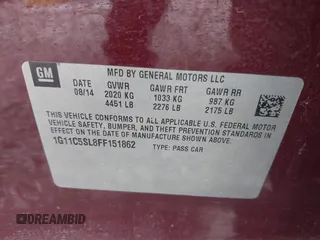 GM
MFD BY GENERAL MOTORS LLC
DATE GVWR GAWR FRT GAWR RR
08/14 2020 KG 1033 KG 987 KG
4451 LB 2276 LB 2175 LB
THIS VEHICLE CONFORMS TO ALL APPLICABLE U.S. FEDERAL MOTOR
VEHICLE SAFETY, BUMPER, AND THEFT PREVENTION STANDARDS IN
EFFECT ON THE DATE OF MANUFACTURE SHOWN ABOVE.
1G11C5SL8FF151862
TYPE: PASS CAR
DREAMBID